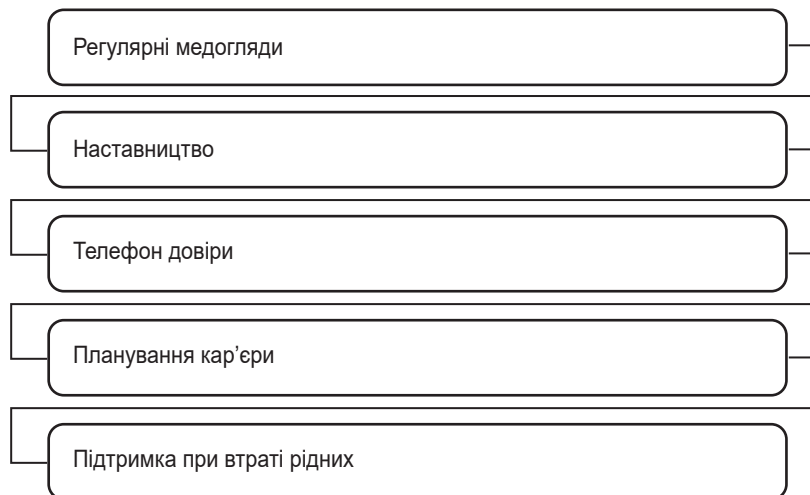 Регулярні медогляди
Наставництво
Телефон довіри
Планування кар’єри
Підтримка при втраті рідних